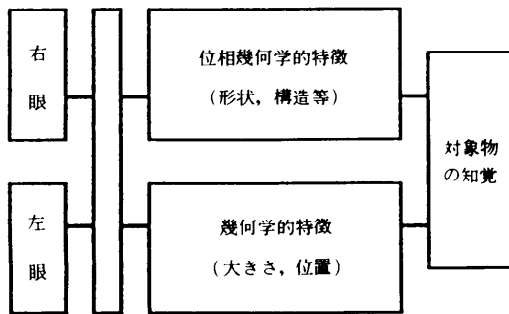 右眼
位相幾何学的特徴
(形状，構造等)
対象物
の知覚
左眼
幾何学的特徴
(大きさ，位置)